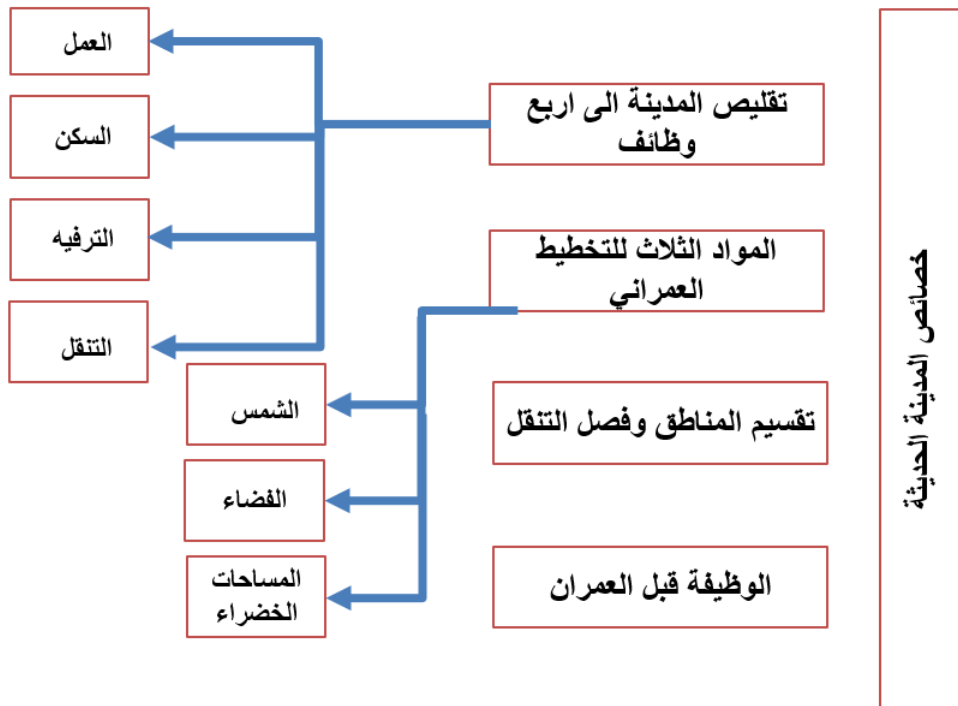 خصائص المدينة الحديثة
تقليص المدينة الى اربع
وظائف
العمل
السكن
الترفيه
التنقل
المواد الثلاث للتخطيط
العمراني
الشمس
الفضاء
المساحات
الخضراء
تقسيم المناطق وفصل التنقل
الوظيفة قبل العمران